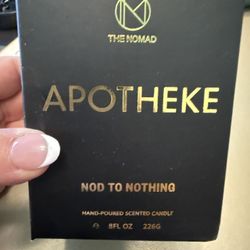 THE NOMAD
APOTHEKE
NOD TO NOTHING
HAND-POURED SCENTED CANDLE
8FL OZ 226G